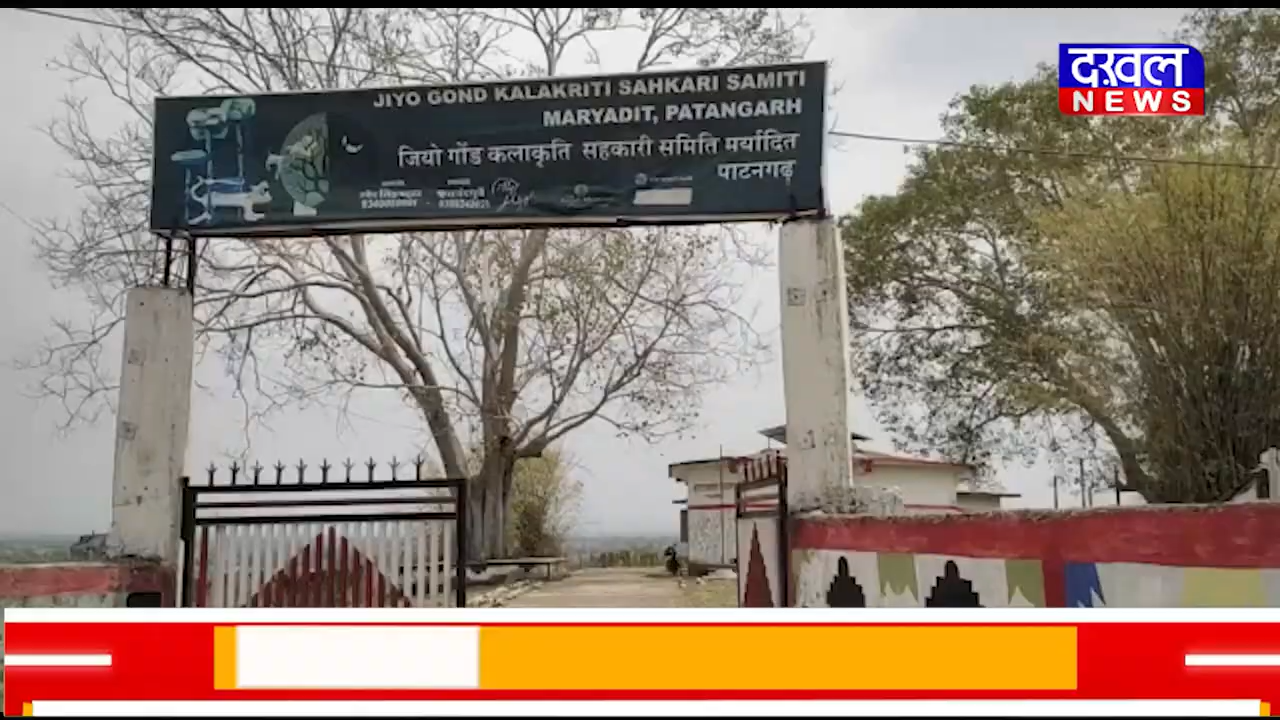 दख़ल
NEWS
JIYO GOND KALAKRITI SAHKARI SAMITI
MARYADIT, PATANGARH
जियो गोंड कलाकृति सहकारी समिति मर्यादित
पाटनगढ़